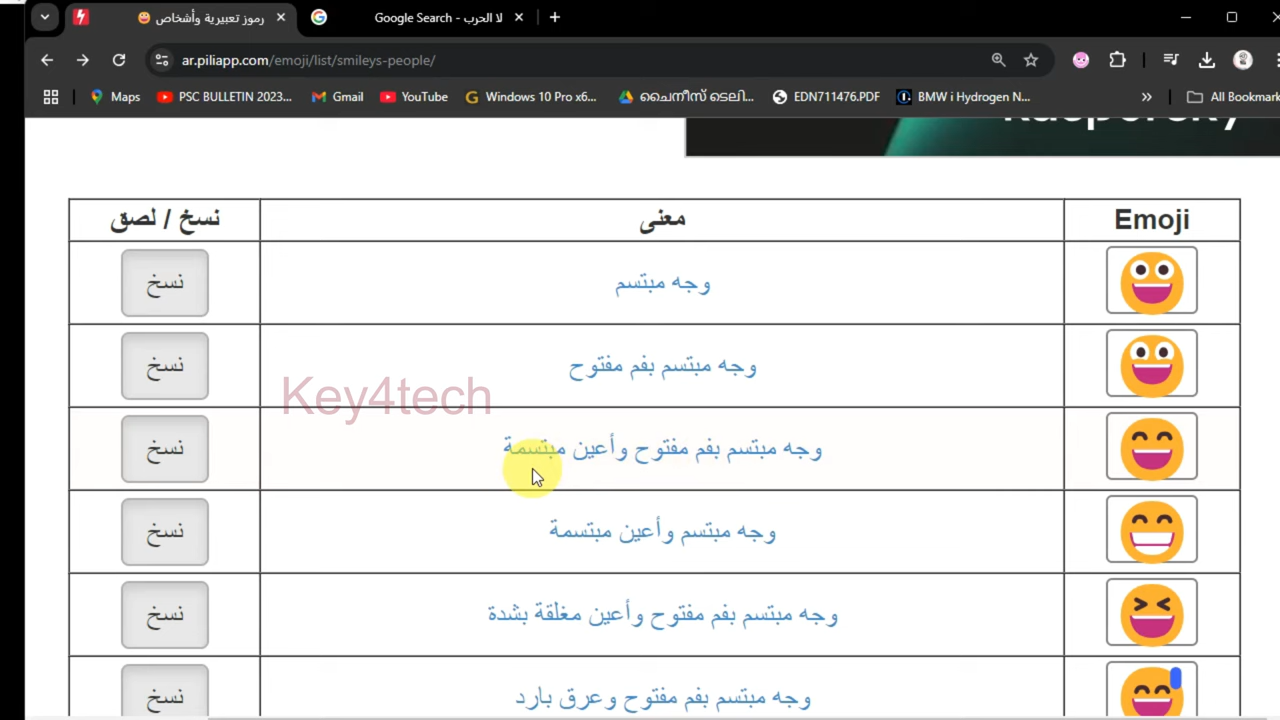 رموز تعبيرية وأشخاص
لا الحرب - Google Search
ar.piliapp.com/emoji/list/smileys-people/
Maps
PSC BULLETIN 2023...
Gmail
YouTube
Windows 10 Pro x6...
ചൈനീസ് ടെലി...
EDN711476.PDF
BMW i Hydrogen N...
All Bookmark
Emoji معنى نسخ / لصق
وجه مبتسم نسخ
وجه مبتسم بفم مفتوح نسخ
Key4tech
وجه مبتسم بفم مفتوح وأعين مبتسمة نسخ
وجه مبتسم وأعين مبتسمة نسخ
وجه مبتسم بفم مفتوح وأعين مغلقة بشدة نسخ
وجه مبتسم بفم مفتوح وعرق بارد نسخ